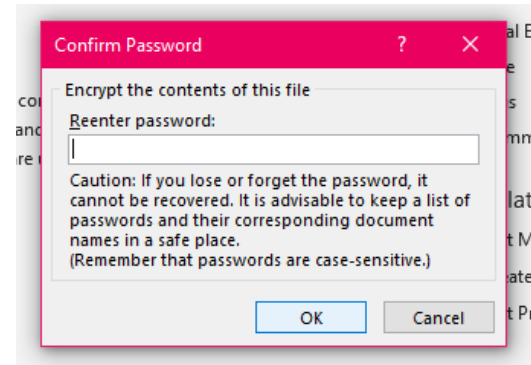 Confirm Password ? ×
Encrypt the contents of this file
Reenter password:
Caution: If you lose or forget the password, it
cannot be recovered. It is advisable to keep a list of
passwords and their corresponding document
names in a safe place.
(Remember that passwords are case-sensitive.)
OK Cancel